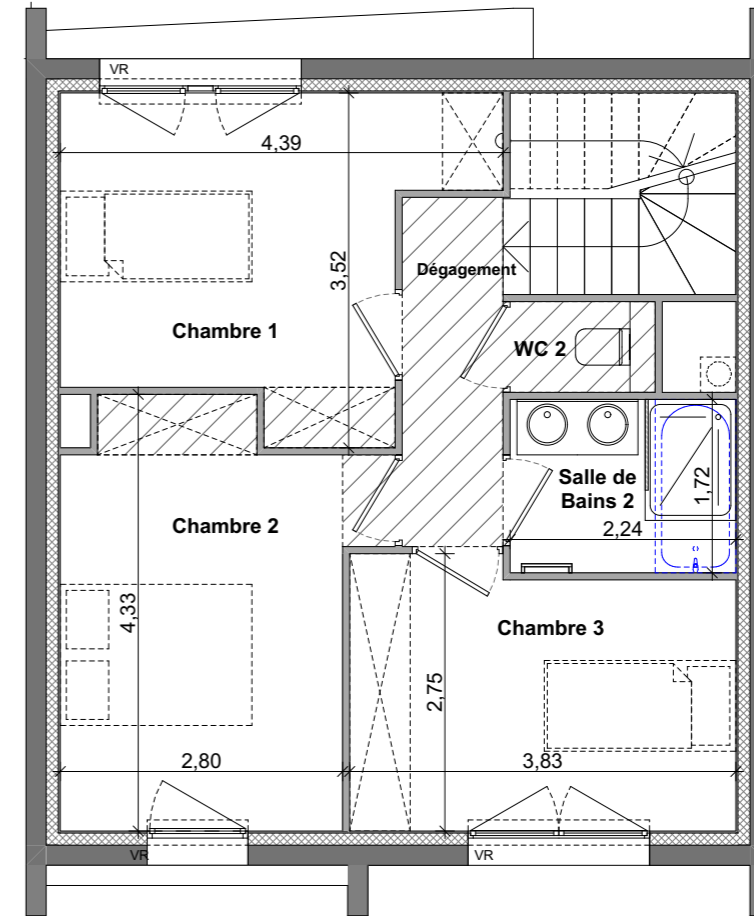 VR
4,39
3,52
Dégagement
Chambre 1
WC 2
Salle de
Bains 2
1,72
2,24
Chambre 2
4,33
Chambre 3
2,75
2,80
3,83
VR
VR